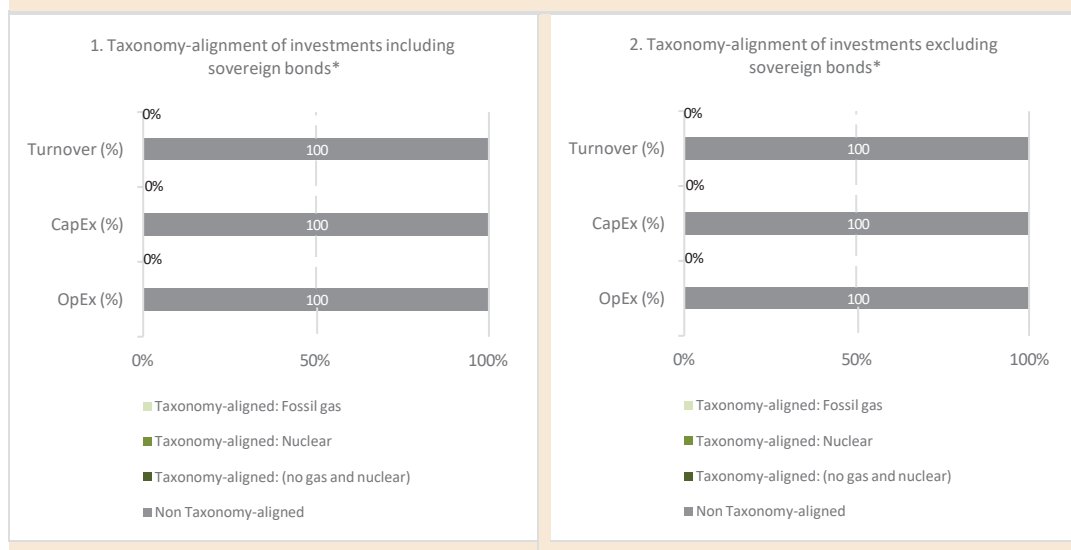 1. Taxonomy-alignment of investments including
sovereign bonds*
0%
Turnover (%)
100
0%
CapEx (%)
100
0%
OpEx (%)
100
0%
50%
100%
Taxonomy-aligned: Fossil gas
Taxonomy-aligned: Nuclear
Taxonomy-aligned: (no gas and nuclear)
Non Taxonomy-aligned
2. Taxonomy-alignment of investments excluding
sovereign bonds*
0%
Turnover (%)
100
0%
CapEx (%)
100
0%
OpEx (%)
100
0%
50%
100%
Taxonomy-aligned: Fossil gas
Taxonomy-aligned: Nuclear
Taxonomy-aligned: (no gas and nuclear)
Non Taxonomy-aligned